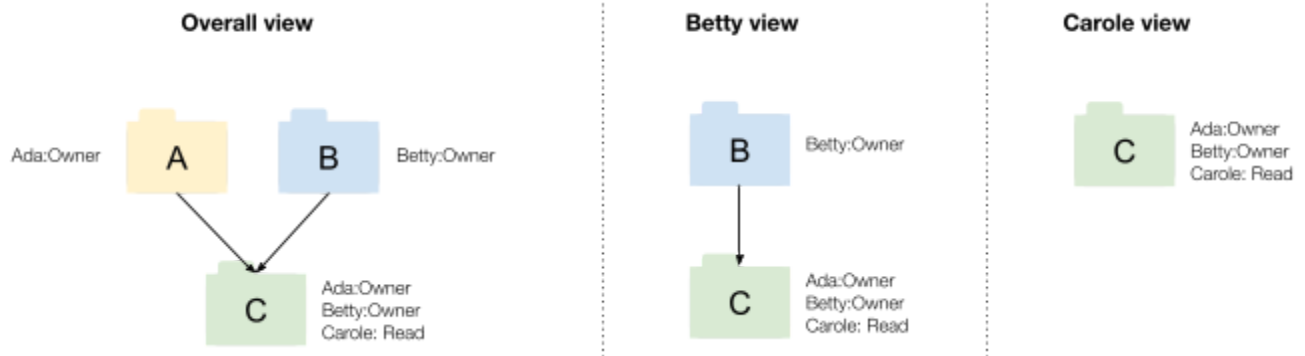 Overall view
Betty view
Carole view
Ada:Owner
A
B
Betty:Owner
C
Ada:Owner
Betty:Owner
Carole: Read
B
Betty:Owner
C
Ada:Owner
Betty:Owner
Carole: Read
C
Ada:Owner
Betty:Owner
Carole: Read